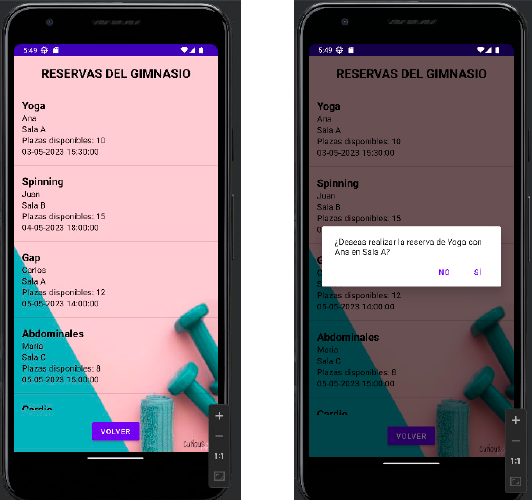 5:49
RESERVAS DEL GIMNASIO
Yoga
Ana
Sala A
Plazas disponibles: 10
03-05-2023 15:30:00
Spinning
Juan
Sala B
Plazas disponibles: 15
04-05-2023 18:00:00
Gap
Carlos
Sala A
Plazas disponibles: 12
05-05-2023 14:00:00
Abdominales
Maria
Sala C
Plazas disponibles: 8
05-05-2023 15:00:00
Cardio
VOLVER
1:1
5:49
RESERVAS DEL GIMNASIO
Yoga
Ana
Sala A
Plazas disponibles: 10
03-05-2023 15:30:00
Spinning
Juan
Sala B
Plazas disponibles: 15
¿Deseas realizar la reserva de Yoga con
Ana en Sala A?
NO SÍ
Sala A
Plazas disponibles: 12
05-05-2023 14:00:00
Abdominales
Maria
Sala C
Plazas disponibles: 8
05-05-2023 15:00:00
Cardio
VOLVER
1:1